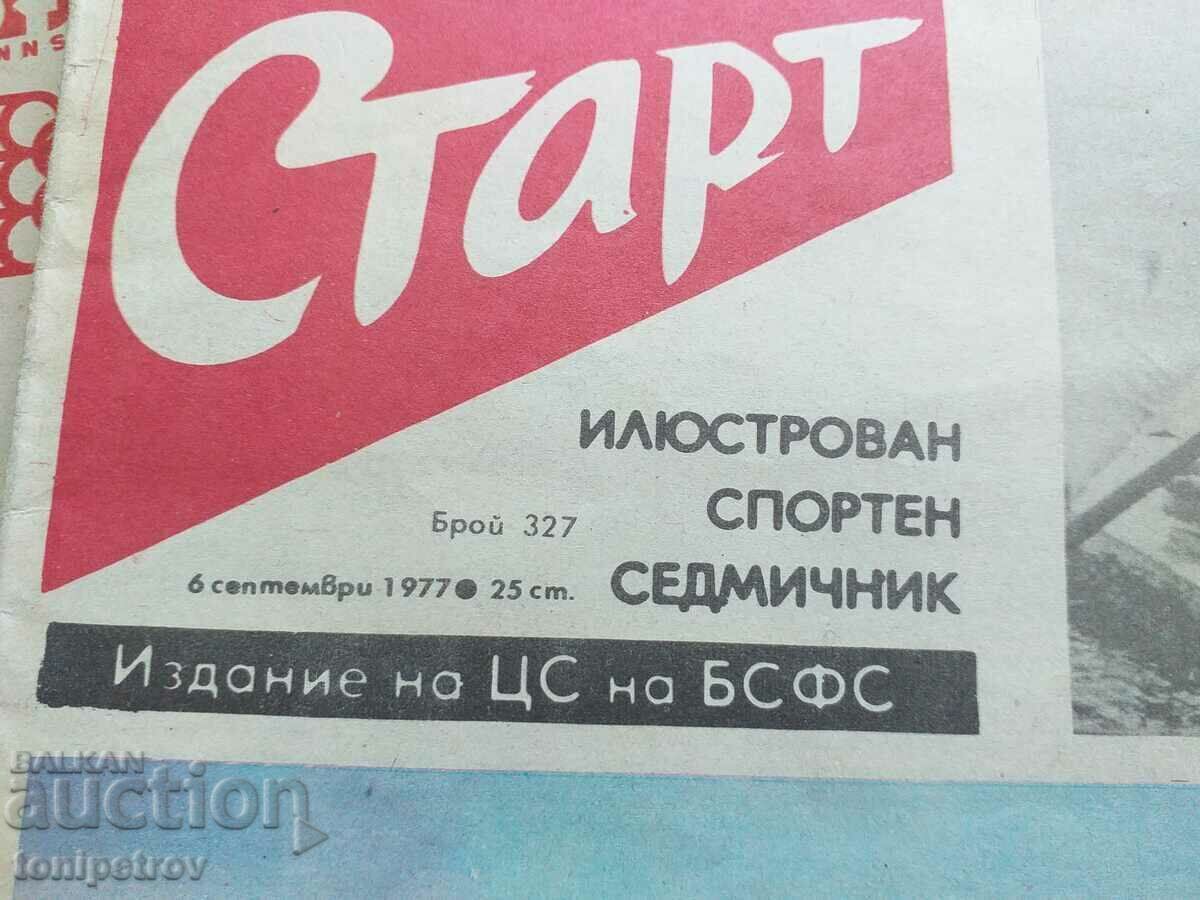 NNS
Старт
ИЛЮСТРОВАН
СПОРТЕН
СЕДМИЧНИК
Брой 327
6 септември 1977 ● 25 ст.
Издание на ЦС на БСФС
BALKAN
auction
tonipetrov